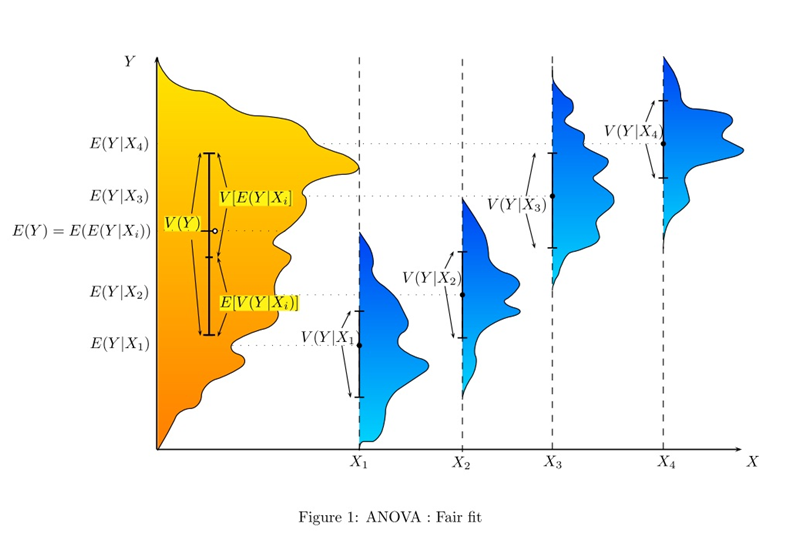 Y
E(Y|X₄)
V(Y|X₄)
E(Y|X₃)
V[E(Y|Xᵢ]
V(Y|X₃)
V(Y)
E(Y) = E(E(Y|Xᵢ))
V(Y|X₂)
E(Y|X₂)
E[V(Y|Xᵢ)]
V(Y|X₁)
E(Y|X₁)
X₁ X₂ X₃ X₄ X
Figure 1: ANOVA : Fair fit